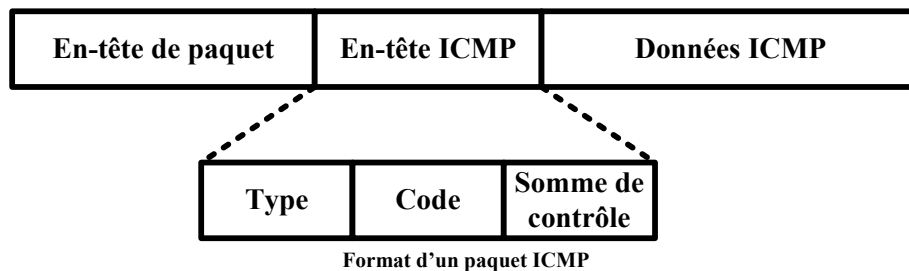 En-tête de paquet En-tête ICMP Données ICMP
Type Code Somme de contrôle
Format d'un paquet ICMP